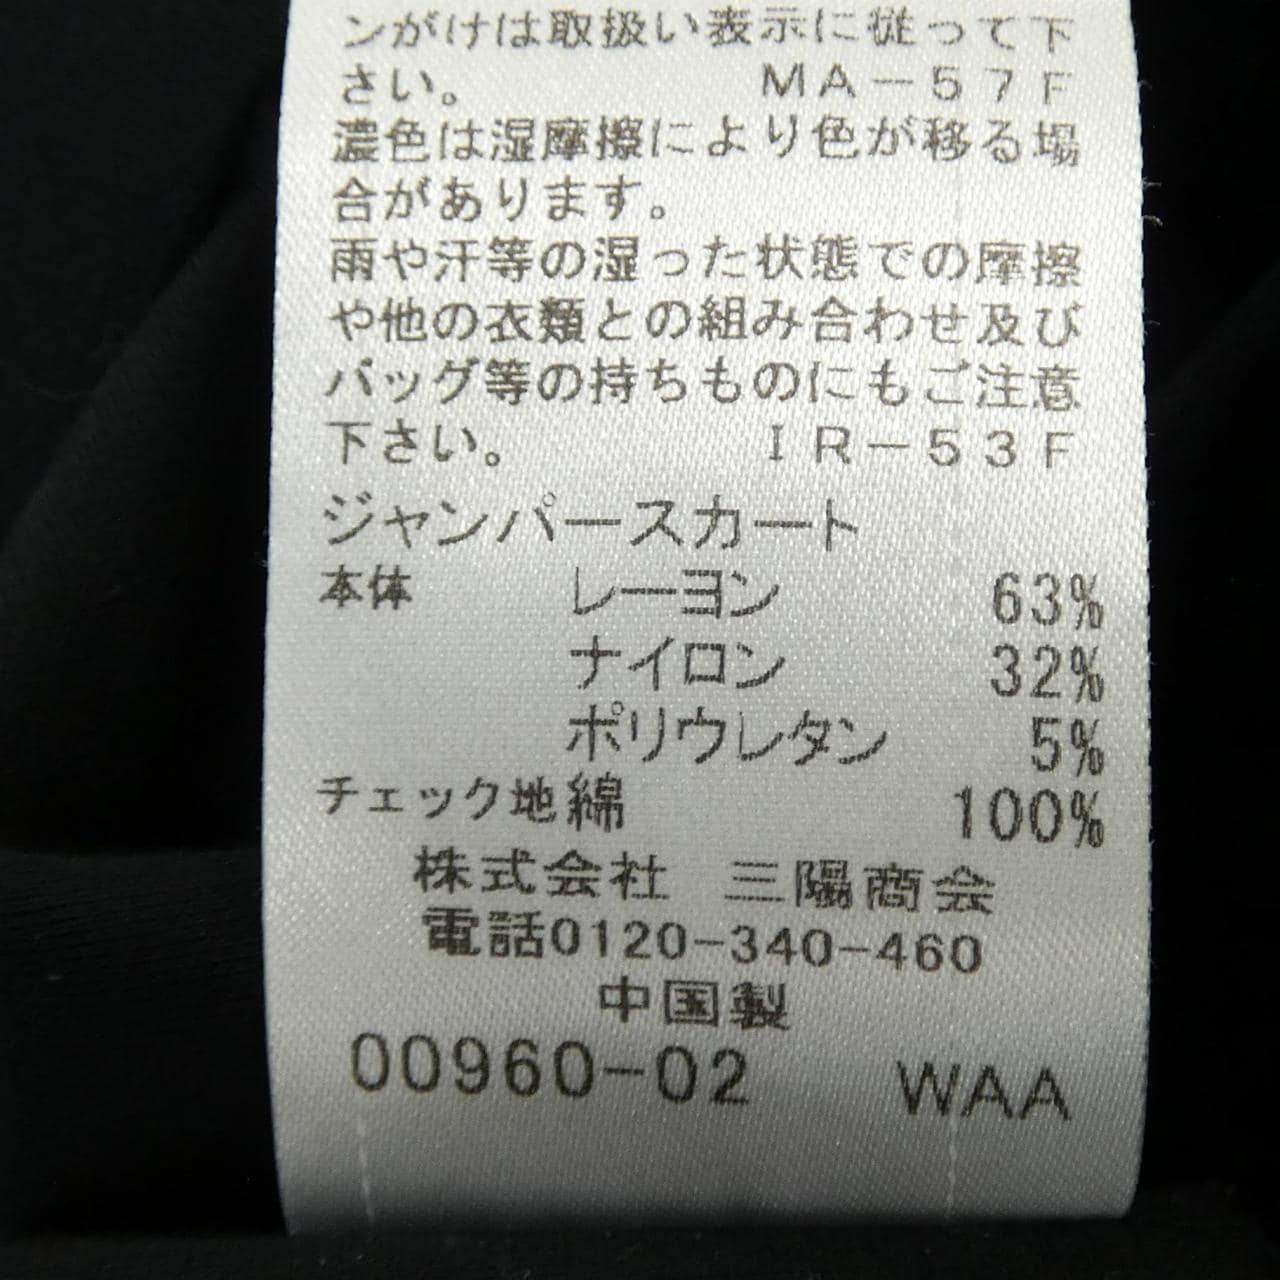 ンがけは取扱い表示に従って下
さい。 MA-57F
濃色は湿摩擦により色が移る場
合があります。
雨や汗等の湿った状態での摩擦
や他の衣類との組み合わせ及び
バッグ等の持ちものにもご注意
下さい。 IR-53F
ジャンパースカート
本体 レーヨン 63%
ナイロン 32%
ポリウレタン 5%
チェック地 綿 100%
株式会社 三陽商会
電話0120-340-460
中国製
00960-02 WAA